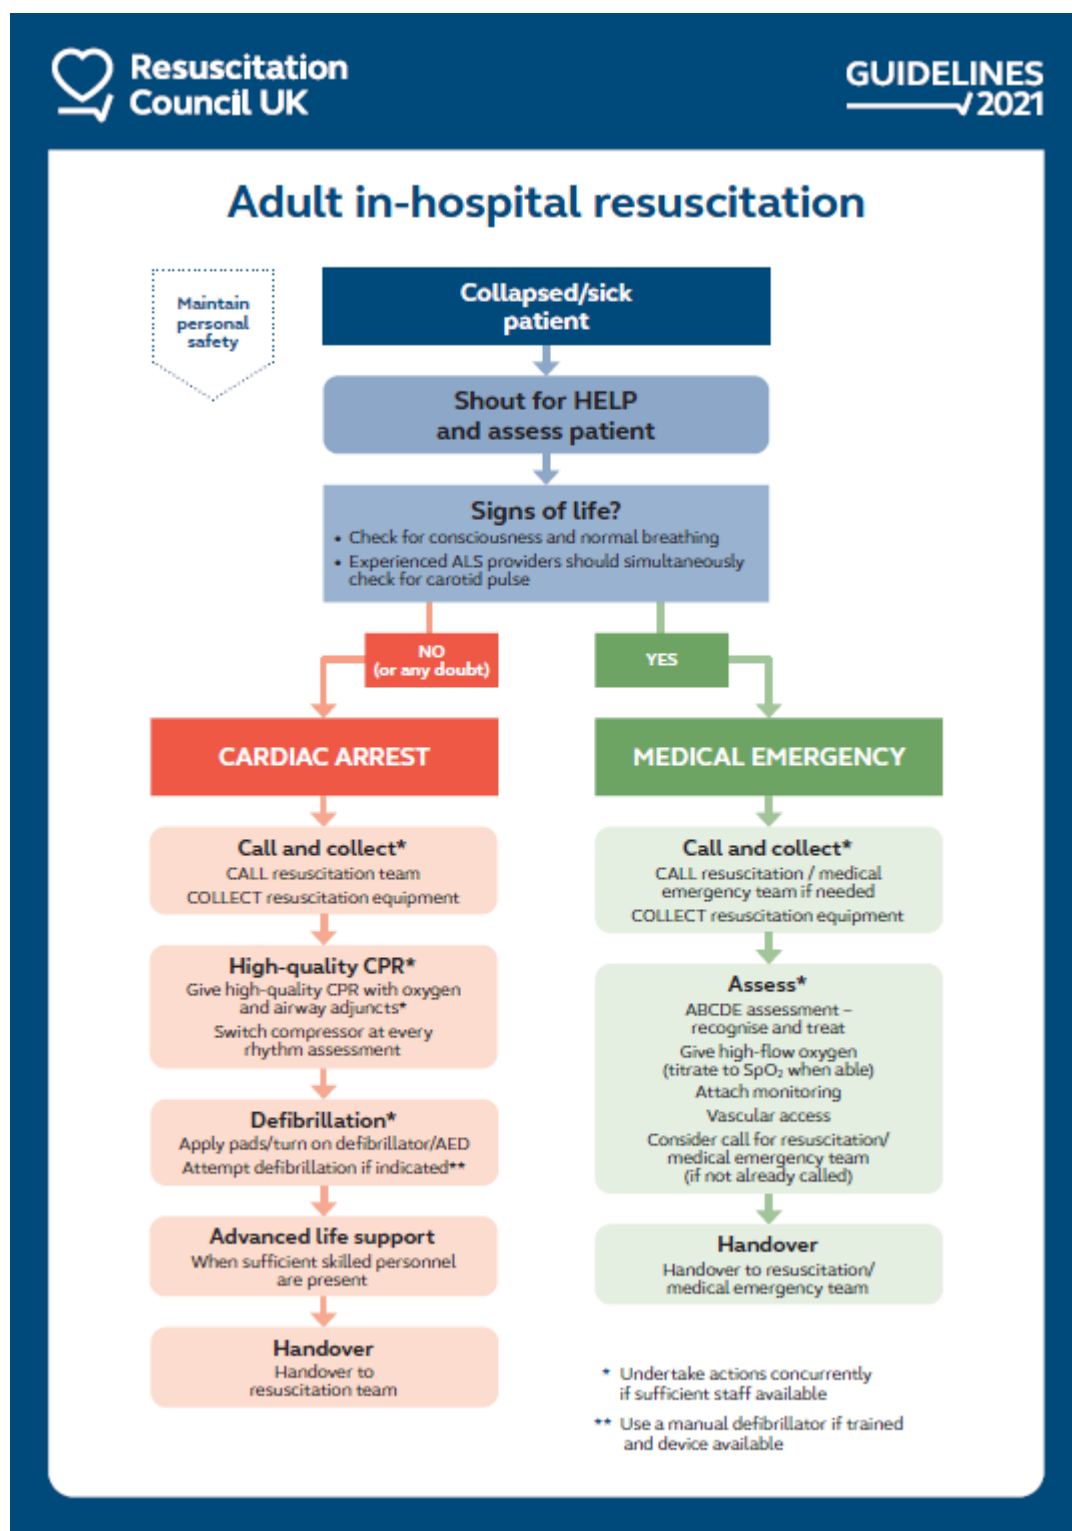 Resuscitation
Council UK
GUIDELINES
2021
Adult in-hospital resuscitation
Maintain
personal
safety
Collapsed/sick
patient
Shout for HELP
and assess patient
Signs of life?
• Check for consciousness and normal breathing
• Experienced ALS providers should simultaneously
check for carotid pulse
NO
(or any doubt)
YES
CARDIAC ARREST
Call and collect*
CALL resuscitation team
COLLECT resuscitation equipment
High-quality CPR*
Give high-quality CPR with oxygen
and airway adjuncts*
Switch compressor at every
rhythm assessment
Defibrillation*
Apply pads/turn on defibrillator/AED
Attempt defibrillation if indicated**
Advanced life support
When sufficient skilled personnel
are present
Handover
Handover to
resuscitation team
MEDICAL EMERGENCY
Call and collect*
CALL resuscitation / medical
emergency team if needed
COLLECT resuscitation equipment
Assess*
ABCDE assessment –
recognise and treat
Give high-flow oxygen
(titrate to SpO₂ when able)
Attach monitoring
Vascular access
Consider call for resuscitation/
medical emergency team
(if not already called)
Handover
Handover to resuscitation/
medical emergency team
* Undertake actions concurrently
if sufficient staff available
** Use a manual defibrillator if trained
and device available